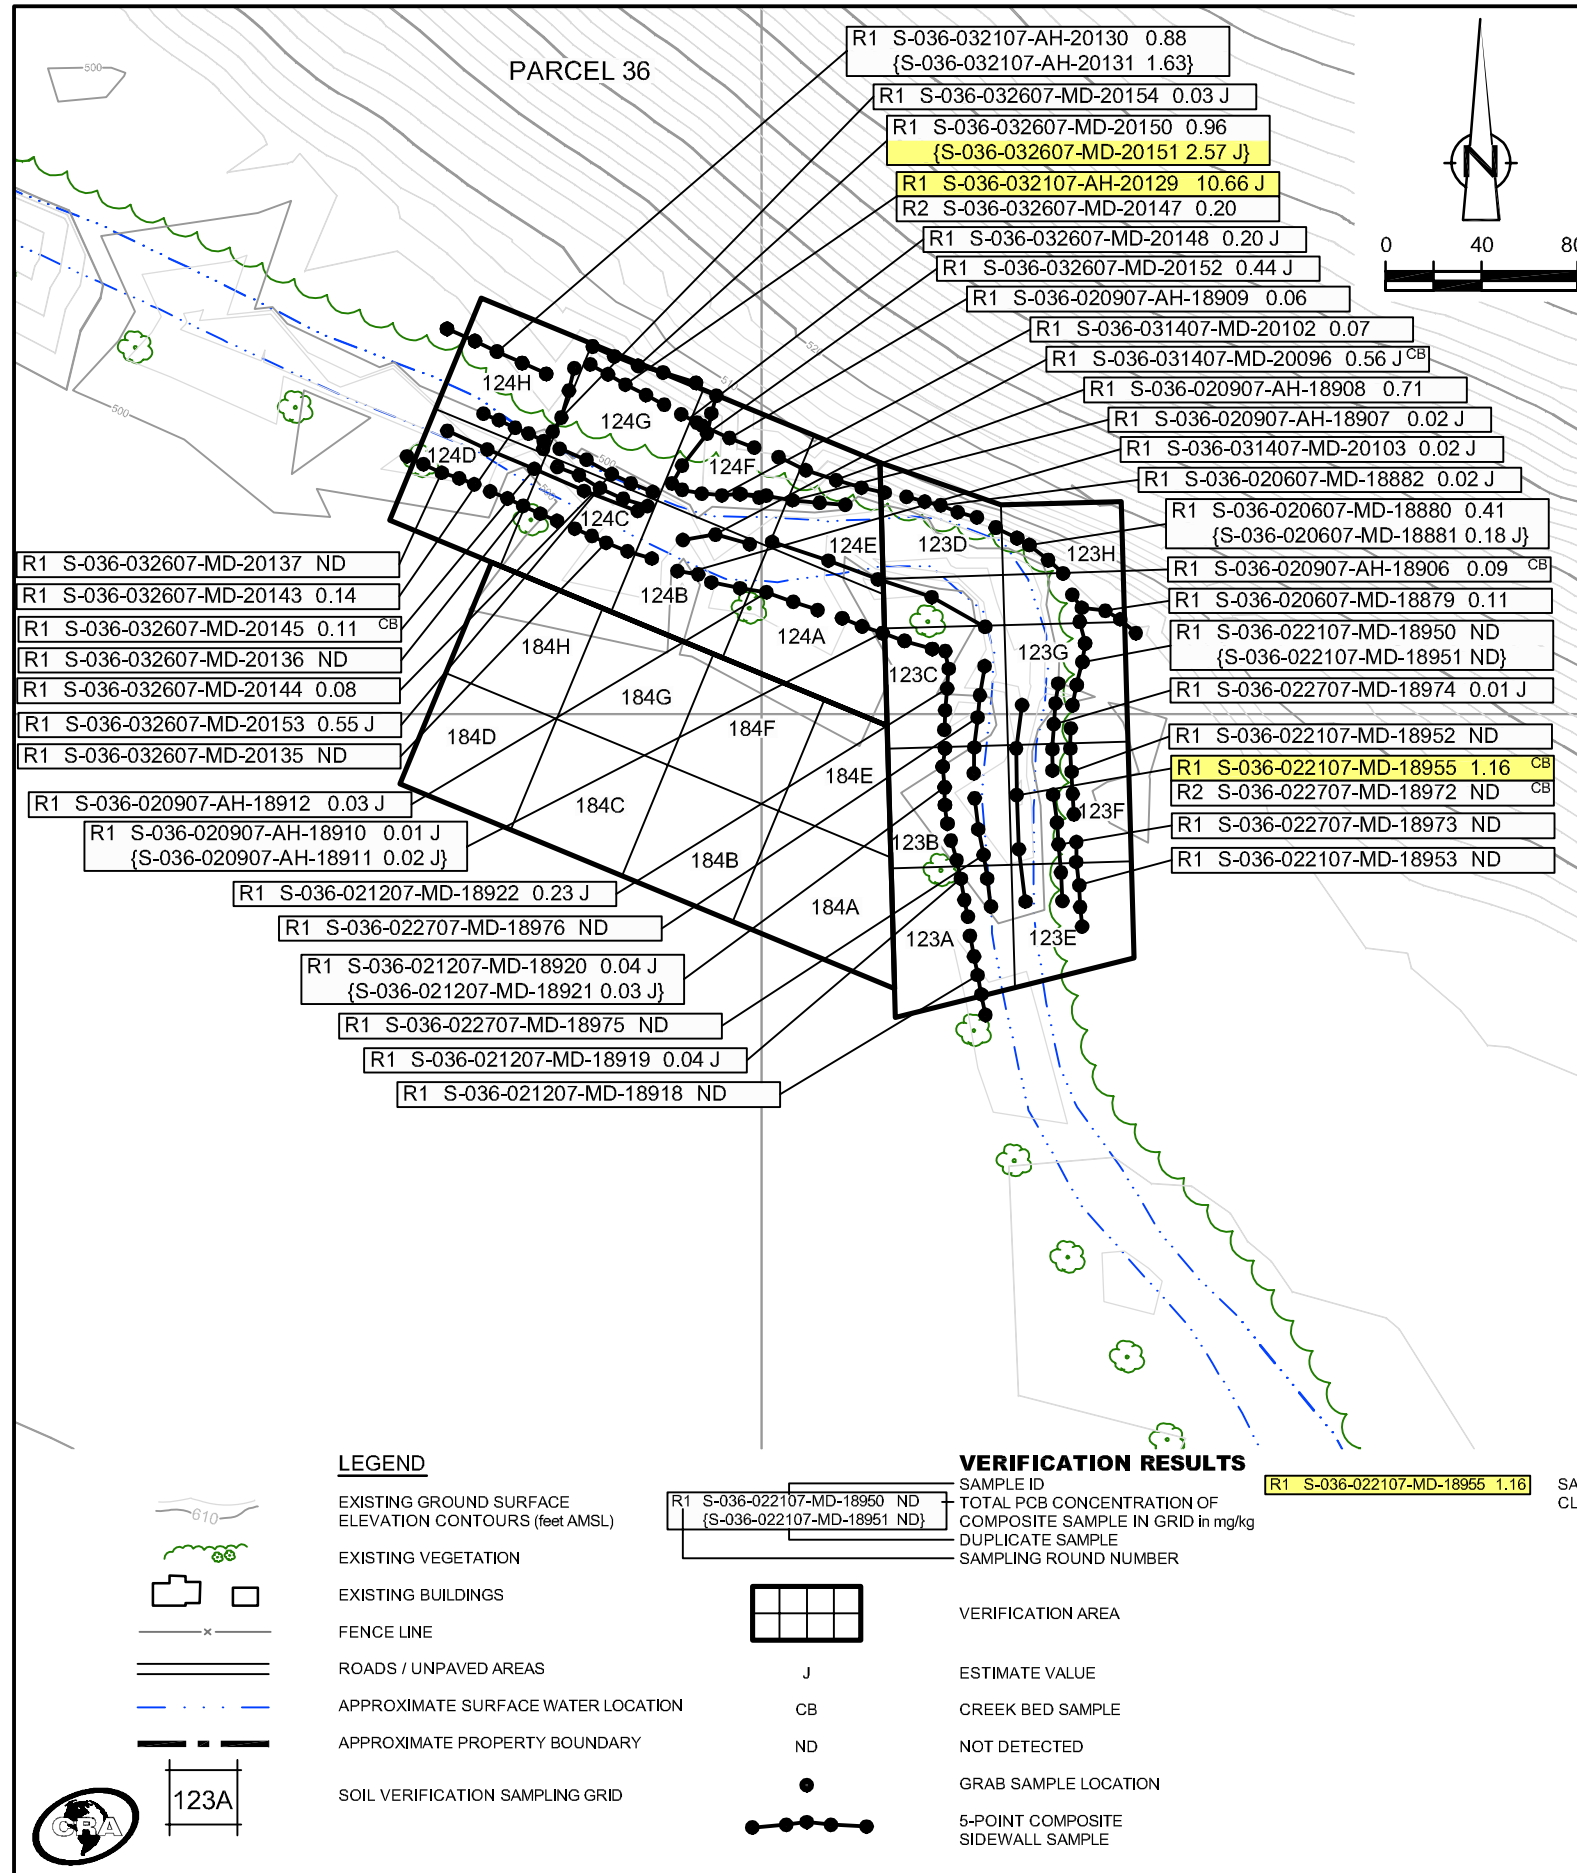 PARCEL 36
R1 S-036-032107-AH-20130 0.88
{S-036-032107-AH-20131 1.63}
R1 S-036-032607-MD-20154 0.03 J
R1 S-036-032607-MD-20150 0.96
{S-036-032607-MD-20151 2.57 J}
R1 S-036-032107-AH-20129 10.66 J
R2 S-036-032607-MD-20147 0.20
R1 S-036-032607-MD-20148 0.20 J
R1 S-036-032607-MD-20152 0.44 J
R1 S-036-020907-AH-18909 0.06
R1 S-036-031407-MD-20102 0.07
R1 S-036-031407-MD-20096 0.56 J CB
R1 S-036-020907-AH-18908 0.71
R1 S-036-020907-AH-18907 0.02 J
R1 S-036-031407-MD-20103 0.02 J
R1 S-036-020607-MD-18882 0.02 J
R1 S-036-020607-MD-18880 0.41
{S-036-020607-MD-18881 0.18 J}
R1 S-036-020907-AH-18906 0.09 CB
R1 S-036-020607-MD-18879 0.11
R1 S-036-022107-MD-18950 ND
{S-036-022107-MD-18951 ND}
R1 S-036-022707-MD-18974 0.01 J
R1 S-036-022107-MD-18952 ND
R1 S-036-022107-MD-18955 1.16 CB
R2 S-036-022707-MD-18972 ND CB
R1 S-036-022707-MD-18973 ND
R1 S-036-022107-MD-18953 ND
N
0 40 80
500
500
500
124H
124G
124F
124D
124C
124E
124B
124A
123D
123H
123C
123G
123B
123F
123A
123E
184H
184G
184F
184E
184D
184C
184B
184A
R1 S-036-032607-MD-20137 ND
R1 S-036-032607-MD-20143 0.14
R1 S-036-032607-MD-20145 0.11 CB
R1 S-036-032607-MD-20136 ND
R1 S-036-032607-MD-20144 0.08
R1 S-036-032607-MD-20153 0.55 J
R1 S-036-032607-MD-20135 ND
R1 S-036-020907-AH-18912 0.03 J
R1 S-036-020907-AH-18910 0.01 J
{S-036-020907-AH-18911 0.02 J}
R1 S-036-021207-MD-18922 0.23 J
R1 S-036-022707-MD-18976 ND
R1 S-036-021207-MD-18920 0.04 J
{S-036-021207-MD-18921 0.03 J}
R1 S-036-022707-MD-18975 ND
R1 S-036-021207-MD-18919 0.04 J
R1 S-036-021207-MD-18918 ND
LEGEND
610
EXISTING GROUND SURFACE
ELEVATION CONTOURS (feet AMSL)
EXISTING VEGETATION
EXISTING BUILDINGS
x
FENCE LINE
ROADS / UNPAVED AREAS
APPROXIMATE SURFACE WATER LOCATION
APPROXIMATE PROPERTY BOUNDARY
123A
SOIL VERIFICATION SAMPLING GRID
CRA
VERIFICATION RESULTS
R1 S-036-022107-MD-18950 ND
{S-036-022107-MD-18951 ND}
SAMPLE ID
TOTAL PCB CONCENTRATION OF
COMPOSITE SAMPLE IN GRID in mg/kg
DUPLICATE SAMPLE
SAMPLING ROUND NUMBER
R1 S-036-022107-MD-18955 1.16
SA
CL
VERIFICATION AREA
J ESTIMATE VALUE
CB CREEK BED SAMPLE
ND NOT DETECTED
GRAB SAMPLE LOCATION
5-POINT COMPOSITE
SIDEWALL SAMPLE